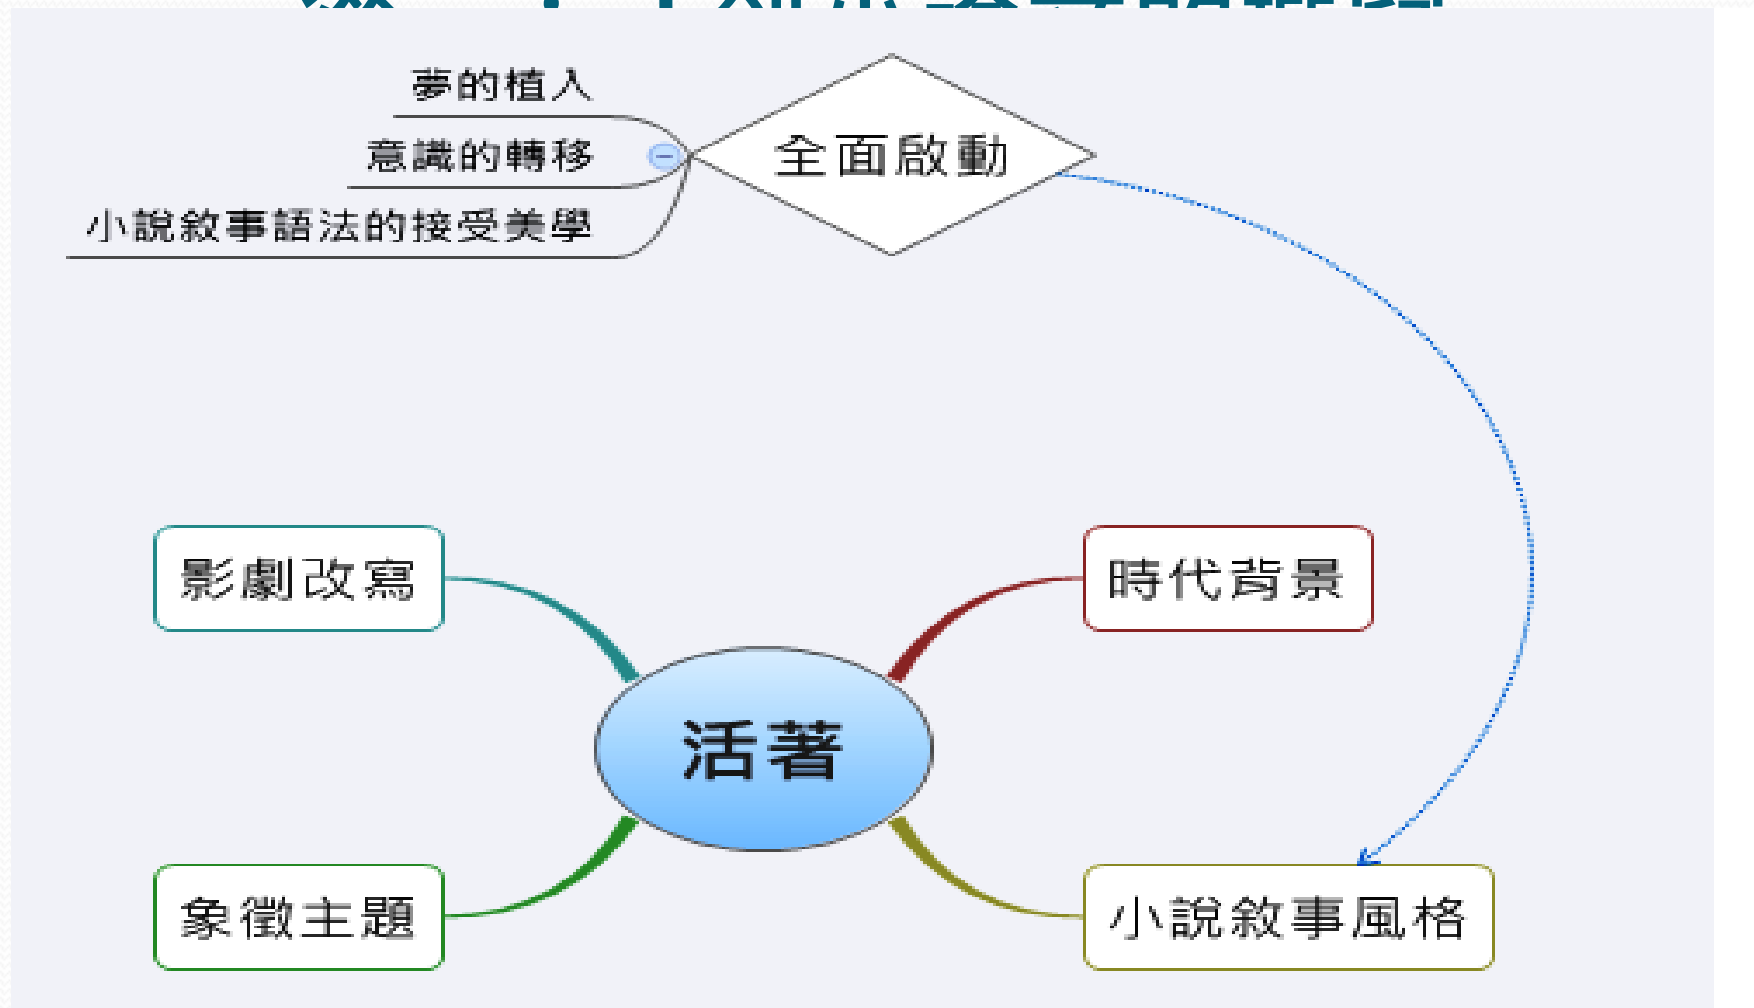 夢的植入
意識的轉移
小說敘事語法的接受美學
全面啟動
影劇改寫
時代背景
活著
象徵主題
小說敘事風格